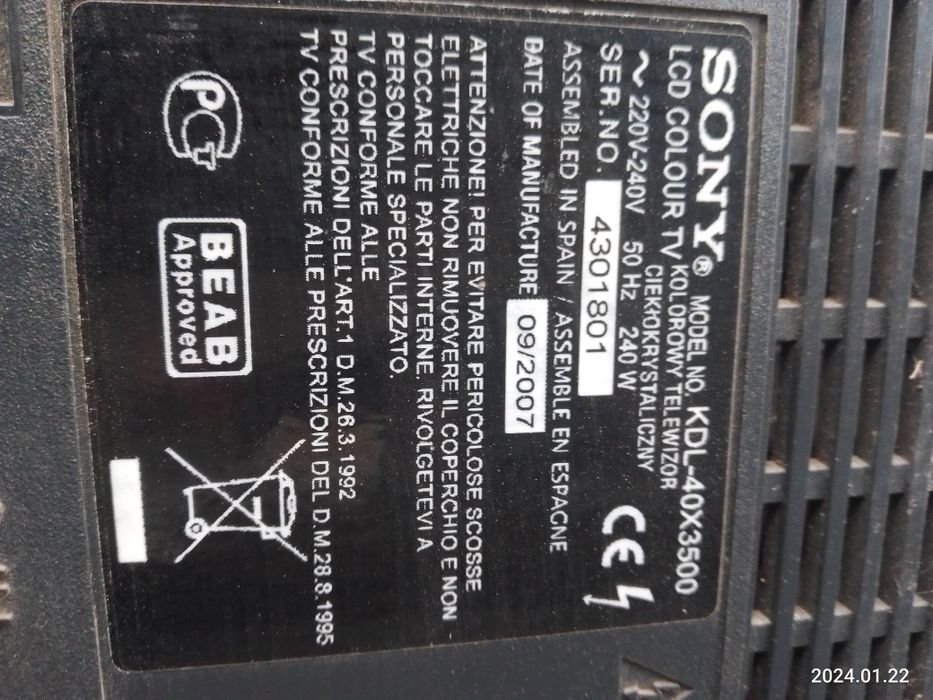 SONY® MODEL NO. KDL-40X3500
LCD COLOUR TV KOLOROWY TELEWIZOR
CIEKŁOKRYSTALICZNY
~ 220V-240V 50 Hz 240 W
SER.NO. 4301801
CE
ASSEMBLED IN SPAIN / ASSEMBLE EN ESPAGNE
DATE OF MANUFACTURE 09/2007
ATTENZIONE! PER EVITARE PERICOLOSE SCOSSE
ELETTRICHE NON RIMUOVERE IL COPERCHIO E NON
TOCCARE LE PARTI INTERNE, RIVOLGETEVI A
PERSONALE SPECIALIZZATO.
TV CONFORME ALLE
PRESCRIZIONI DELL'ART.1 D.M.26.3.1992
TV CONFORME ALLE PRESCRIZIONI DEL D.M.28.8.1995
PCT
BEAB
Approved
2024.01.22